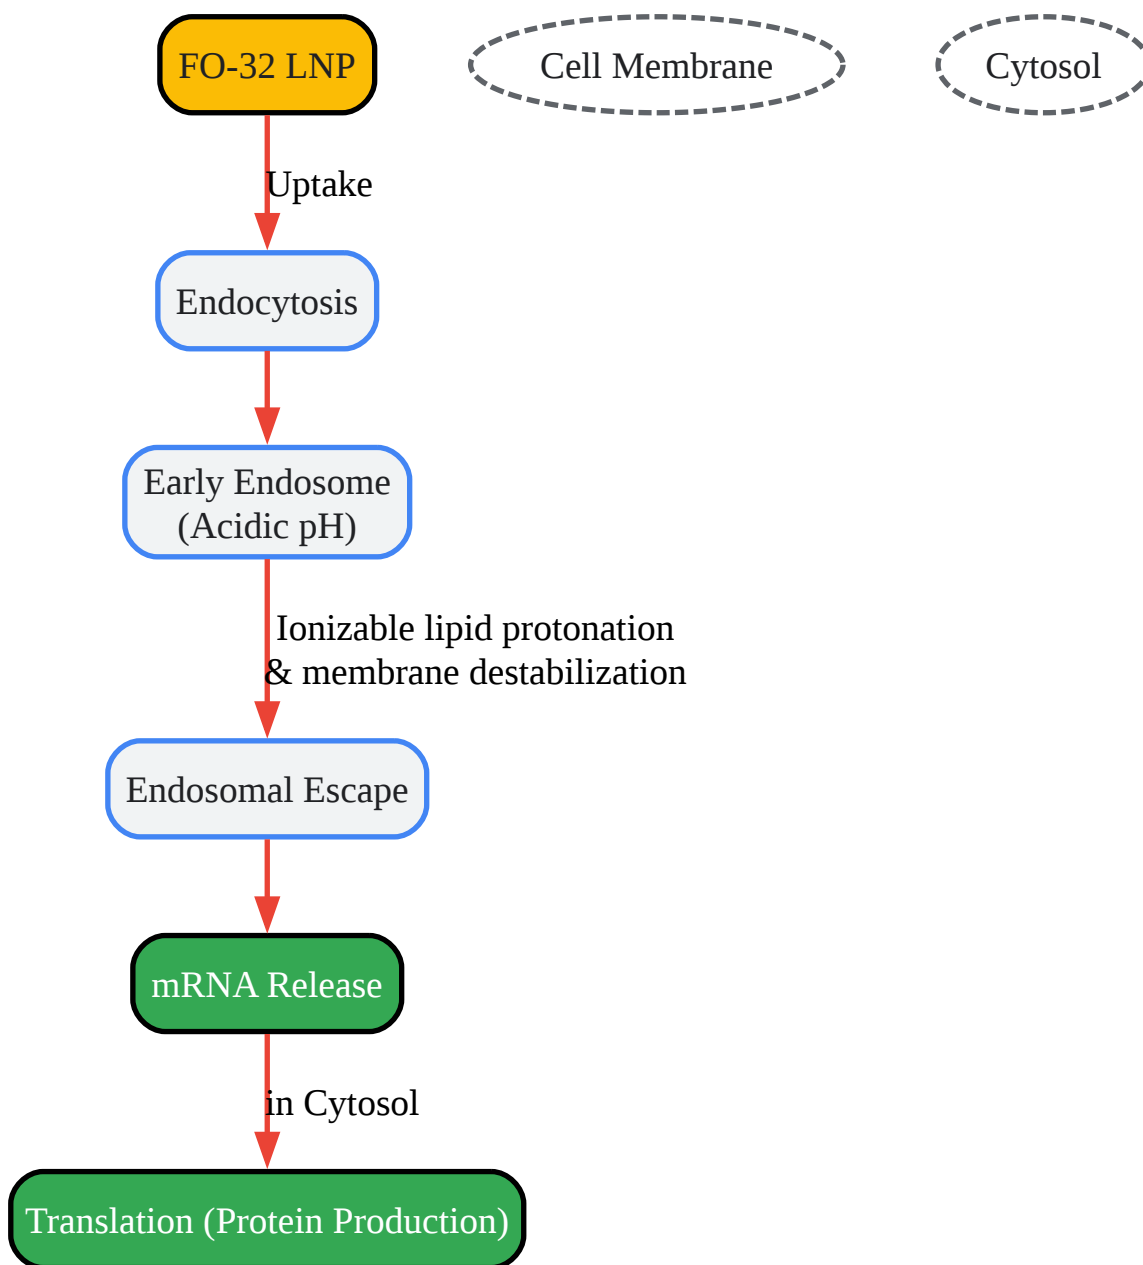 FO-32 LNP
Cell Membrane
Cytosol
Uptake
Endocytosis
Early Endosome
(Acidic pH)
Ionizable lipid protonation
& membrane destabilization
Endosomal Escape
mRNA Release
in Cytosol
Translation (Protein Production)